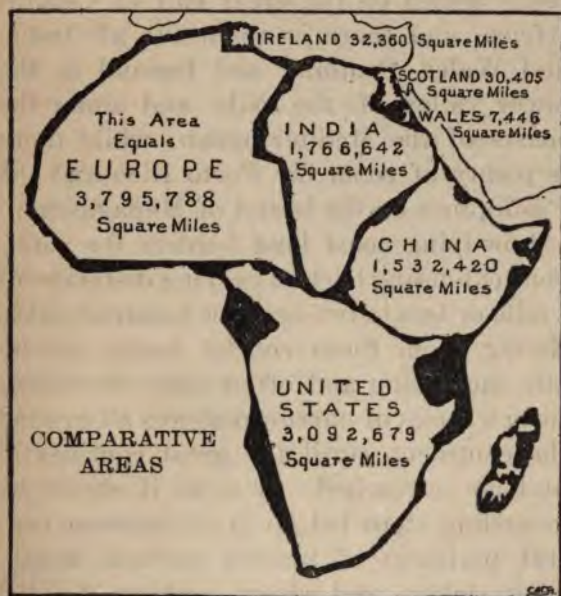 IRELAND 32,360 Square Miles
SCOTLAND 30,405
Square Miles
WALES 7,446
Square Miles
This Area
Equals
EUROPE
3,795,788
Square Miles
INDIA
1,766,642
Square Miles
CHINA
1,532,420
Square Miles
UNITED
STATES
3,092,679
Square Miles
COMPARATIVE
AREAS